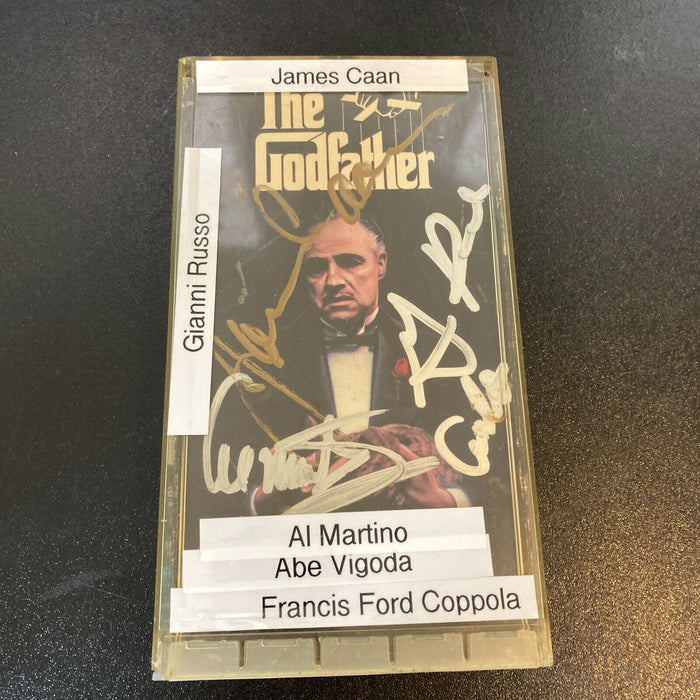 James Caan
The
Godfather
Gianni Russo
Al Martino
Abe Vigoda
Francis Ford Coppola